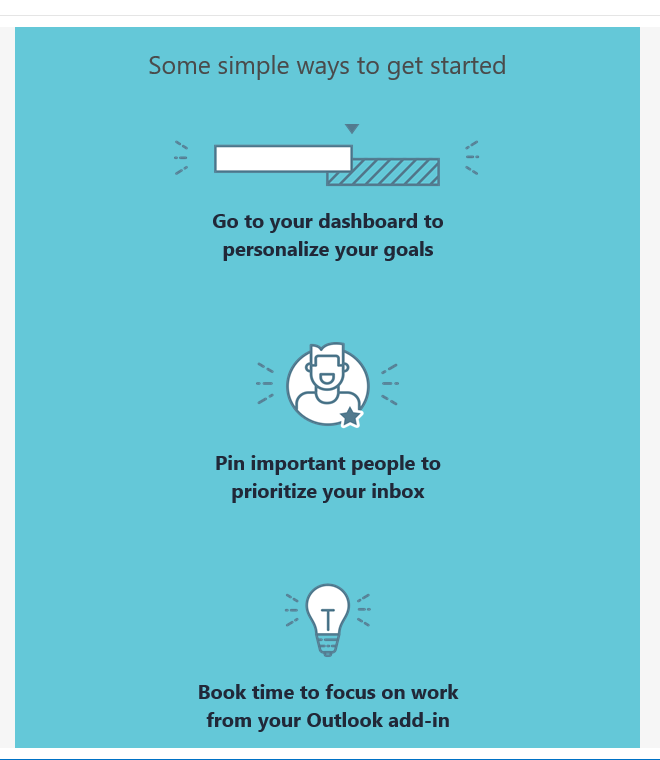 Some simple ways to get started
Go to your dashboard to
personalize your goals
Pin important people to
prioritize your inbox
Book time to focus on work
from your Outlook add-in